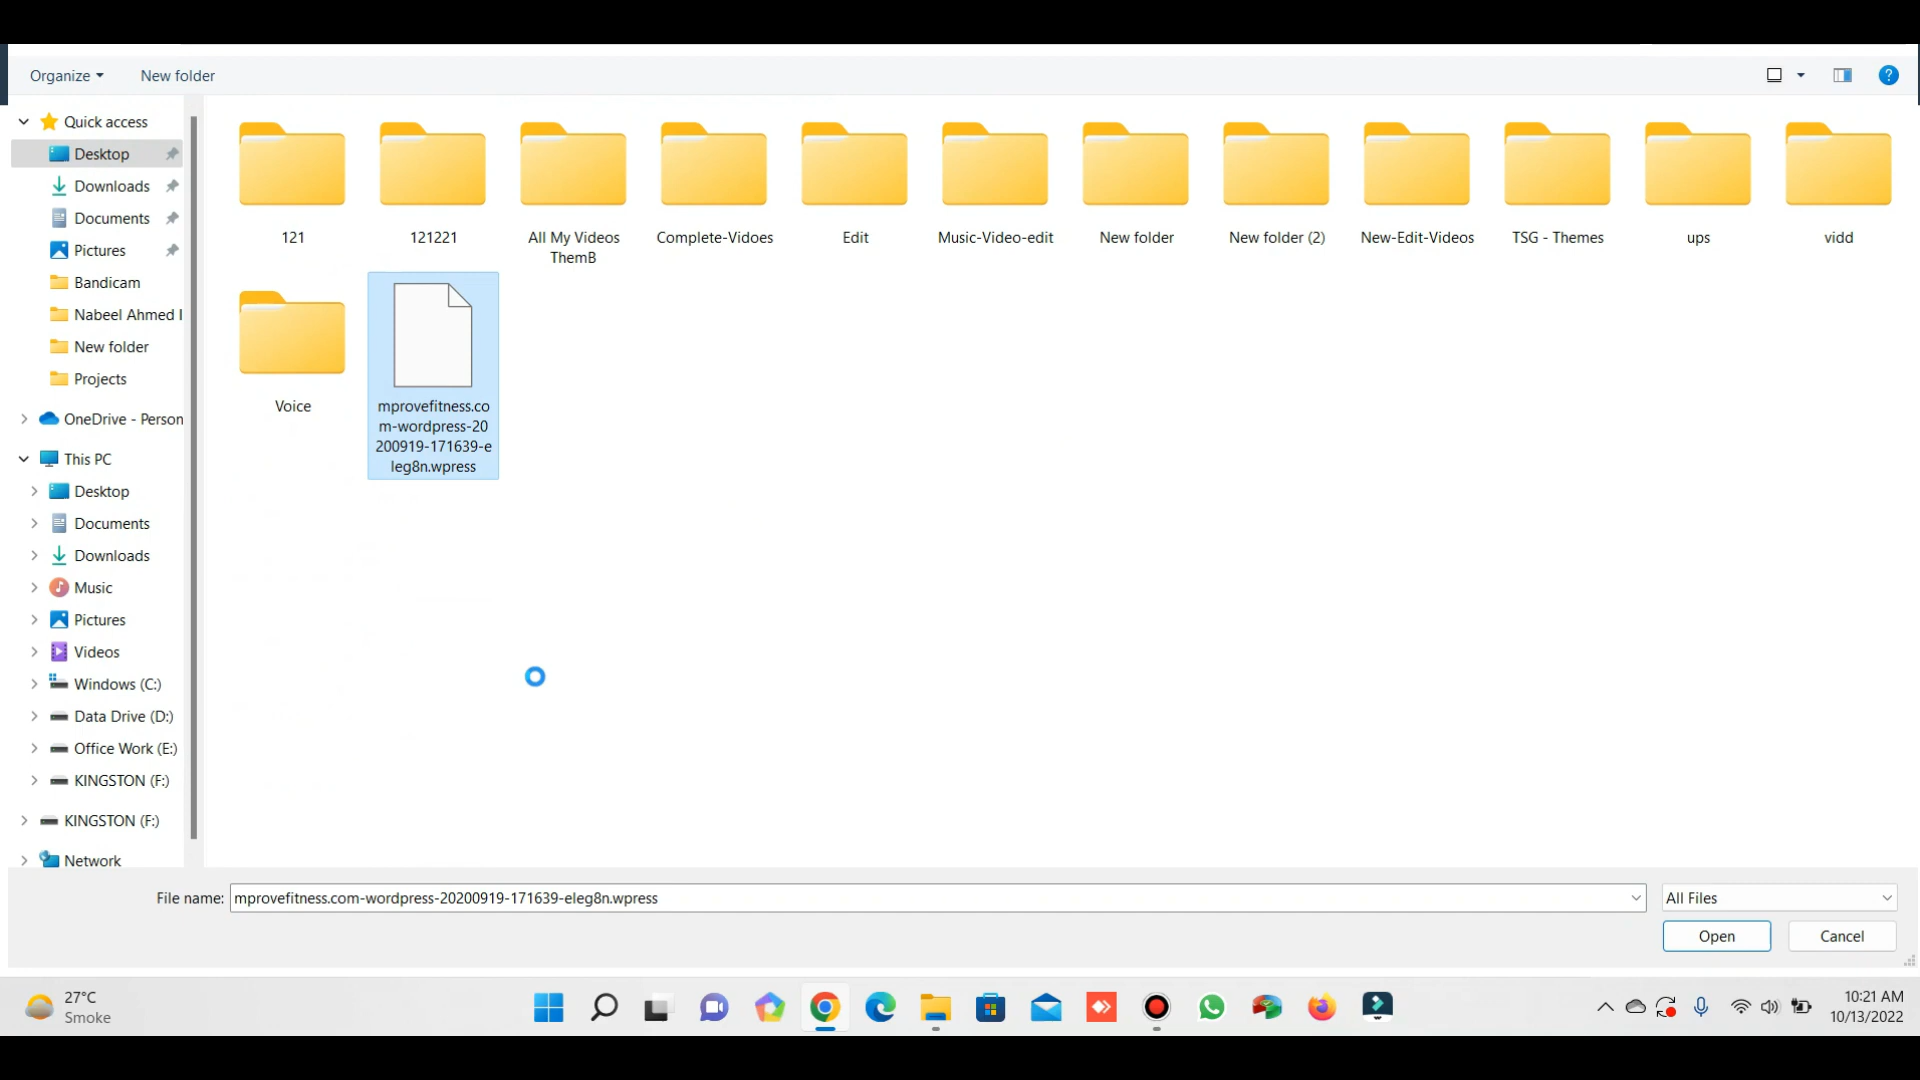 Organize
New folder
Quick access
Desktop
Downloads
Documents
Pictures
Bandicam
Nabeel Ahmed I
New folder
Projects
OneDrive - Person
This PC
Desktop
Documents
Downloads
Music
Pictures
Videos
Windows (C:)
Data Drive (D:)
Office Work (E:)
KINGSTON (F:)
KINGSTON (F:)
Network
121
121221
All My Videos
ThemB
Complete-Vidoes
Edit
Music-Video-edit
New folder
New folder (2)
New-Edit-Videos
TSG - Themes
ups
vidd
Voice
mprovefitness.co
m-wordpress-20
200919-171639-e
leg8n.wpress
File name: mprovefitness.com-wordpress-20200919-171639-eleg8n.wpress
All Files
Open
Cancel
27°C
Smoke
10:21 AM
10/13/2022